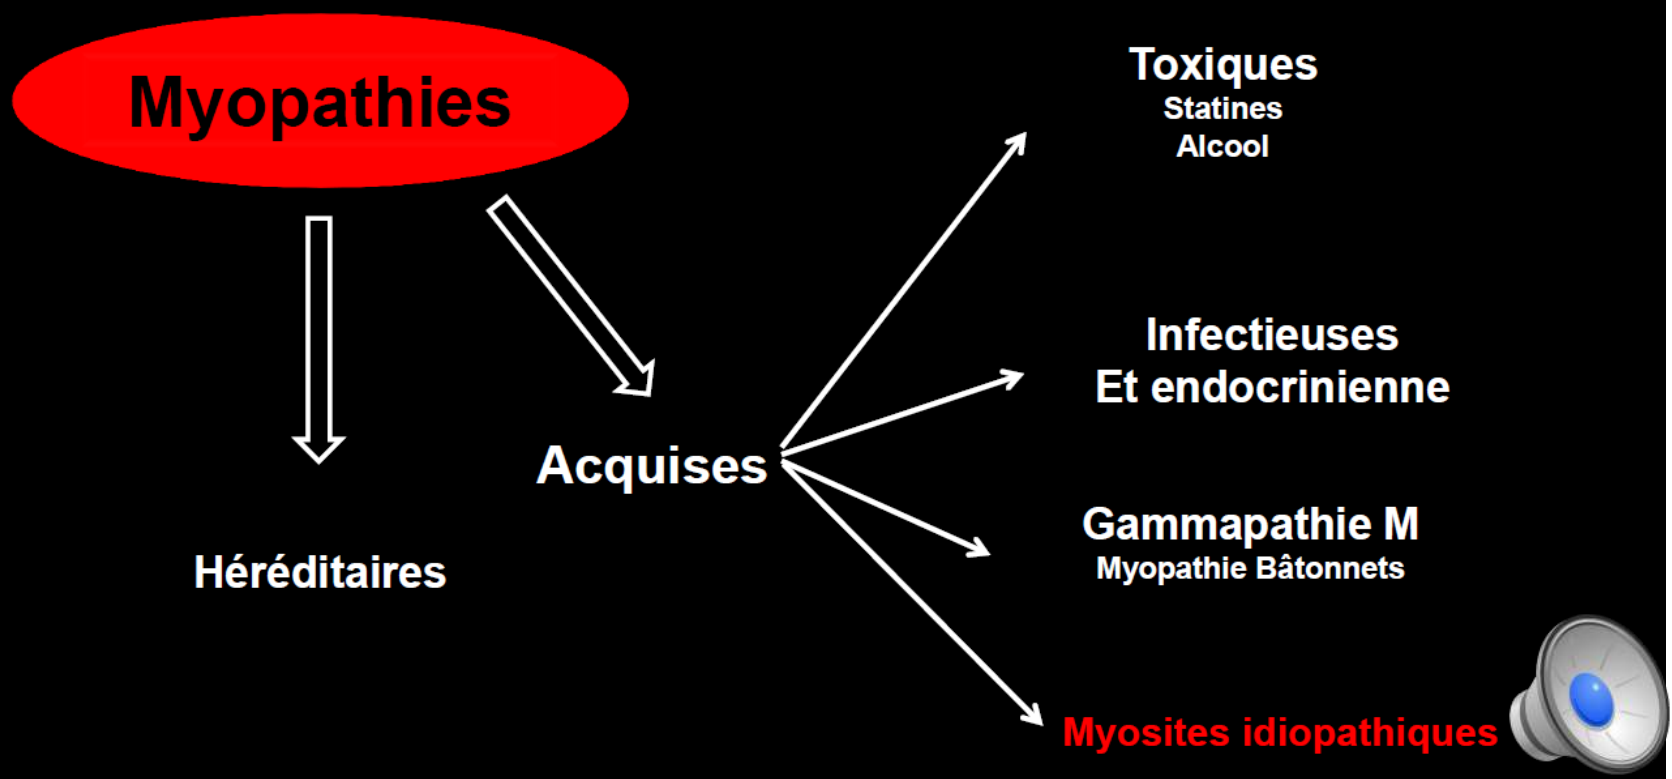 Myopathies
Héréditaires
Acquises
Toxiques
Statines
Alcool
Infectieuses
Et endocrinienne
Gammapathie M
Myopathie Bâtonnets
Myosites idiopathiques